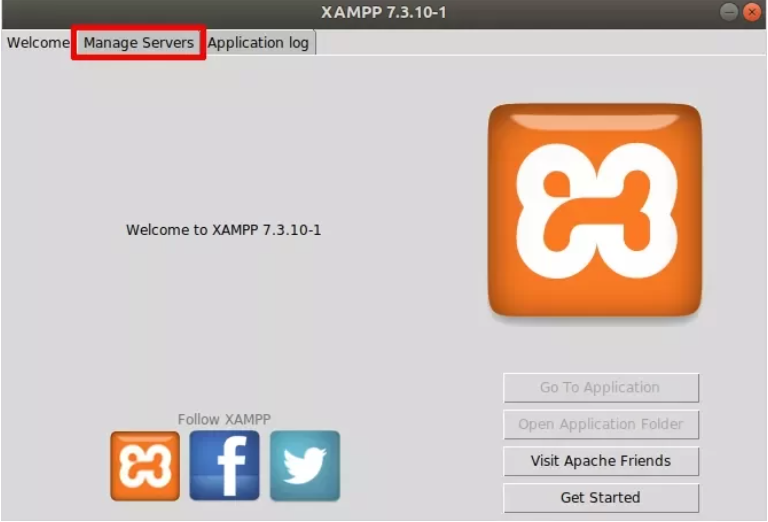 XAMPP 7.3.10-1
Welcome Manage Servers Application log
Welcome to XAMPP 7.3.10-1
Go To Application
Open Application Folder
Follow XAMPP
Visit Apache Friends
Get Started